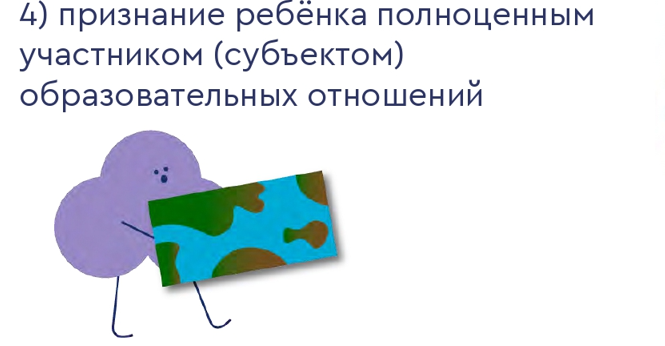 4) признание ребёнка полноценным
участником (субъектом)
образовательных отношений